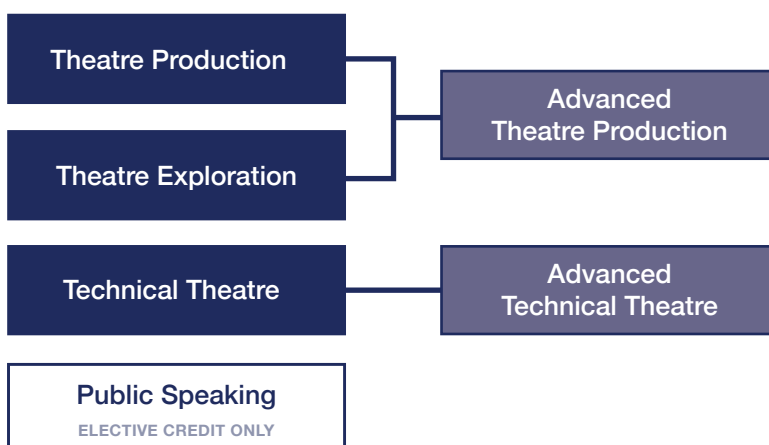 Theatre Production
Advanced
Theatre Production
Theatre Exploration
Technical Theatre
Advanced
Technical Theatre
Public Speaking
ELECTIVE CREDIT ONLY